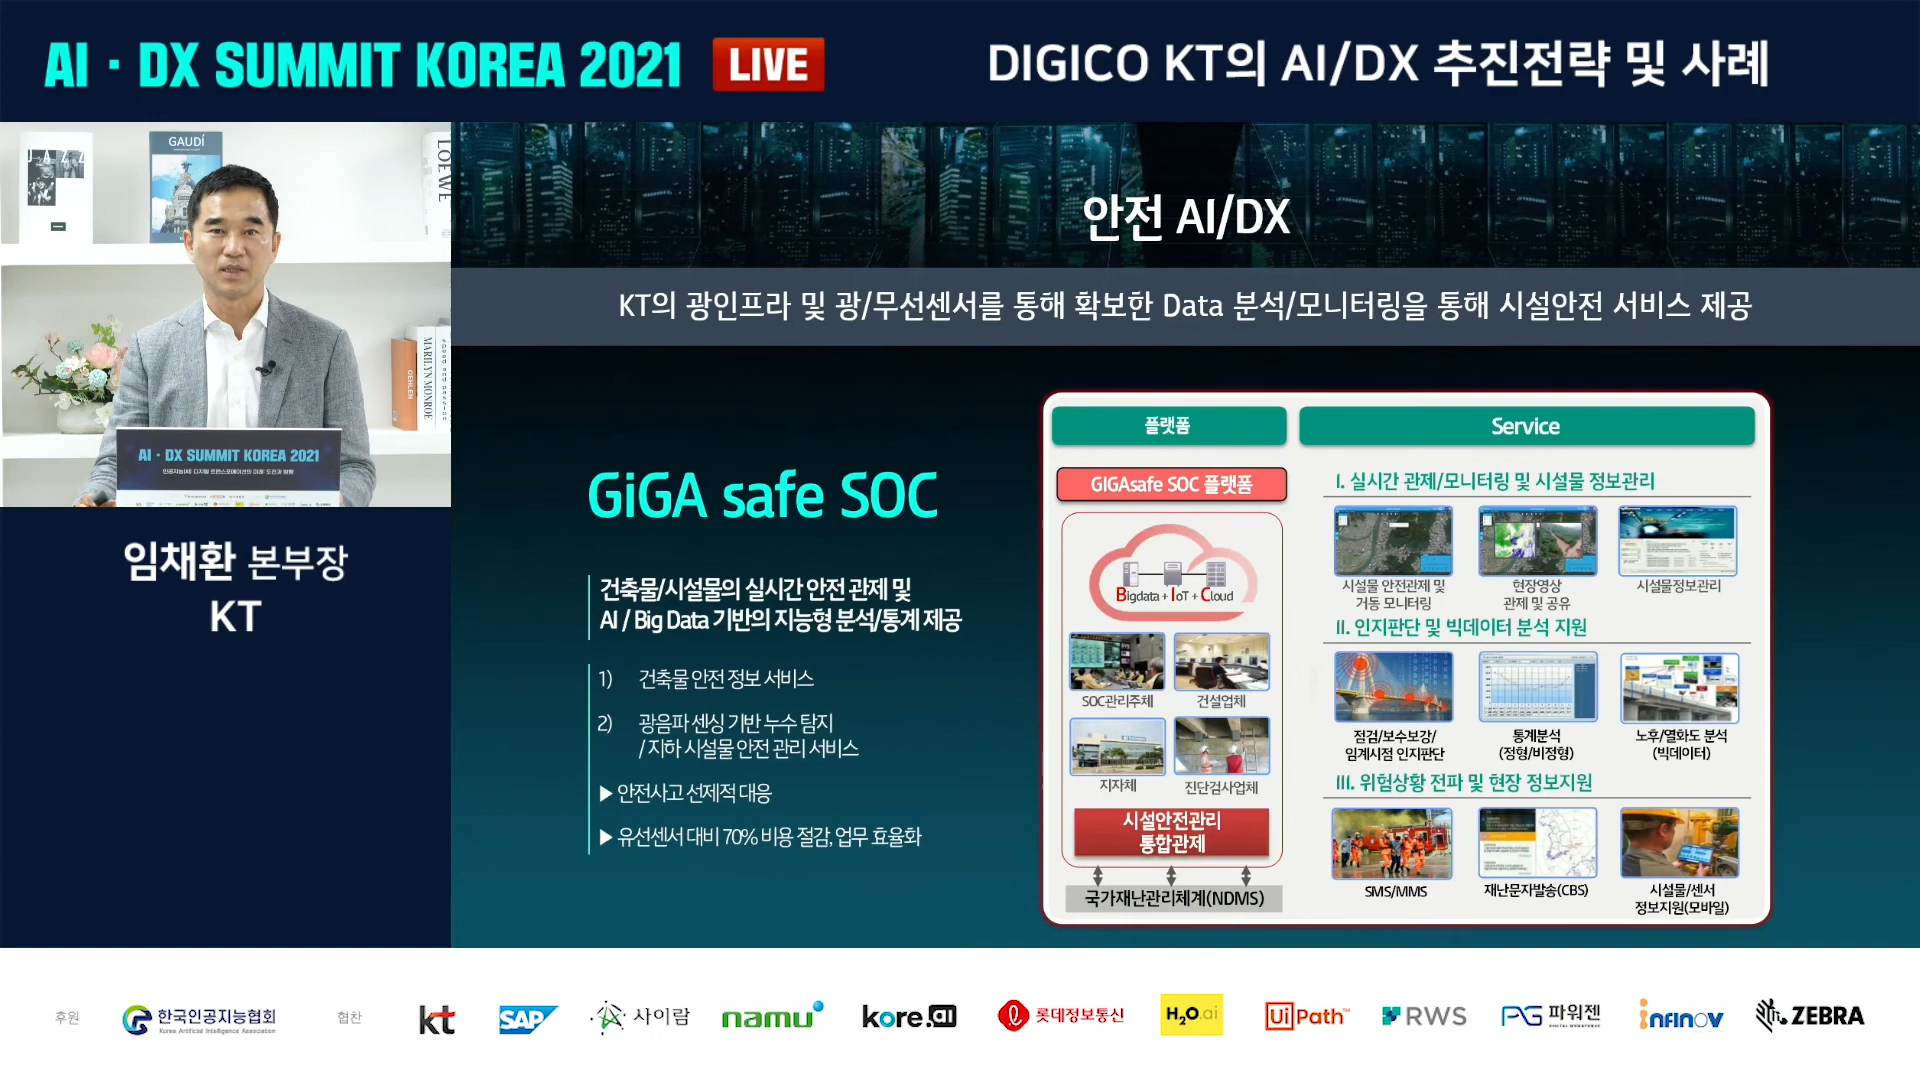 AI · DX SUMMIT KOREA 2021
LIVE
DIGICO KT의 AI/DX 추진전략 및 사례
JAZZ
GAUDÍ
LOEWE
OEHLEN
MARILYN MONROE
speed and passion
AI · DX SUMMIT KOREA 2021
임채환 본부장
KT
안전 AI/DX
KT의 광인프라 및 광/무선센서를 통해 확보한 Data 분석/모니터링을 통해 시설안전 서비스 제공
GiGA safe SOC
건축물/시설물의 실시간 안전 관제 및
AI / Big Data 기반의 지능형 분석/통계 제공
1) 건축물 안전 정보 서비스
2) 광음파 센싱 기반 누수 탐지
/ 지하 시설물 안전 관리 서비스
▶ 안전사고 선제적 대응
▶ 유선센서 대비 70% 비용 절감, 업무 효율화
플랫폼
GIGAsafe SOC 플랫폼
Bigdata + IoT + Cloud
SOC관리주체
건설업체
지자체
진단검사업체
시설안전관리
통합관제
국가재난관리체계(NDMS)
Service
I. 실시간 관제/모니터링 및 시설물 정보관리
시설물 안전관제 및
거동 모니터링
현장영상
관제 및 공유
시설물정보관리
II. 인지판단 및 빅데이터 분석 지원
점검/보수보강/
임계시점 인지판단
통계분석
(정형/비정형)
노후/열화도 분석
(빅데이터)
III. 위험상황 전파 및 현장 정보지원
SMS/MMS
재난문자발송(CBS)
시설물/센서
정보지원(모바일)
후원
한국인공지능협회
Korea Artificial Intelligence Association
협찬
kt
SAP
사이람
namu
kore.ai
롯데정보통신
H2O.ai
UiPath
RWS
PG 파워젠
DIGITAL WORKFORCE
infinov
ZEBRA